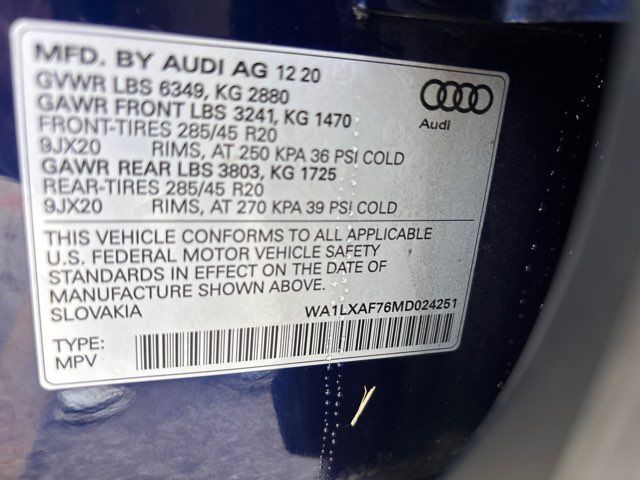 MFD. BY AUDI AG 12 20
GVWR LBS 6349, KG 2880
GAWR FRONT LBS 3241, KG 1470
FRONT-TIRES 285/45 R20
9JX20 RIMS, AT 250 KPA 36 PSI COLD
GAWR REAR LBS 3803, KG 1725
REAR-TIRES 285/45 R20
9JX20 RIMS, AT 270 KPA 39 PSI COLD
Audi
THIS VEHICLE CONFORMS TO ALL APPLICABLE
U.S. FEDERAL MOTOR VEHICLE SAFETY
STANDARDS IN EFFECT ON THE DATE OF
MANUFACTURE SHOWN ABOVE.
SLOVAKIA WA1LXAF76MD024251
TYPE:
MPV